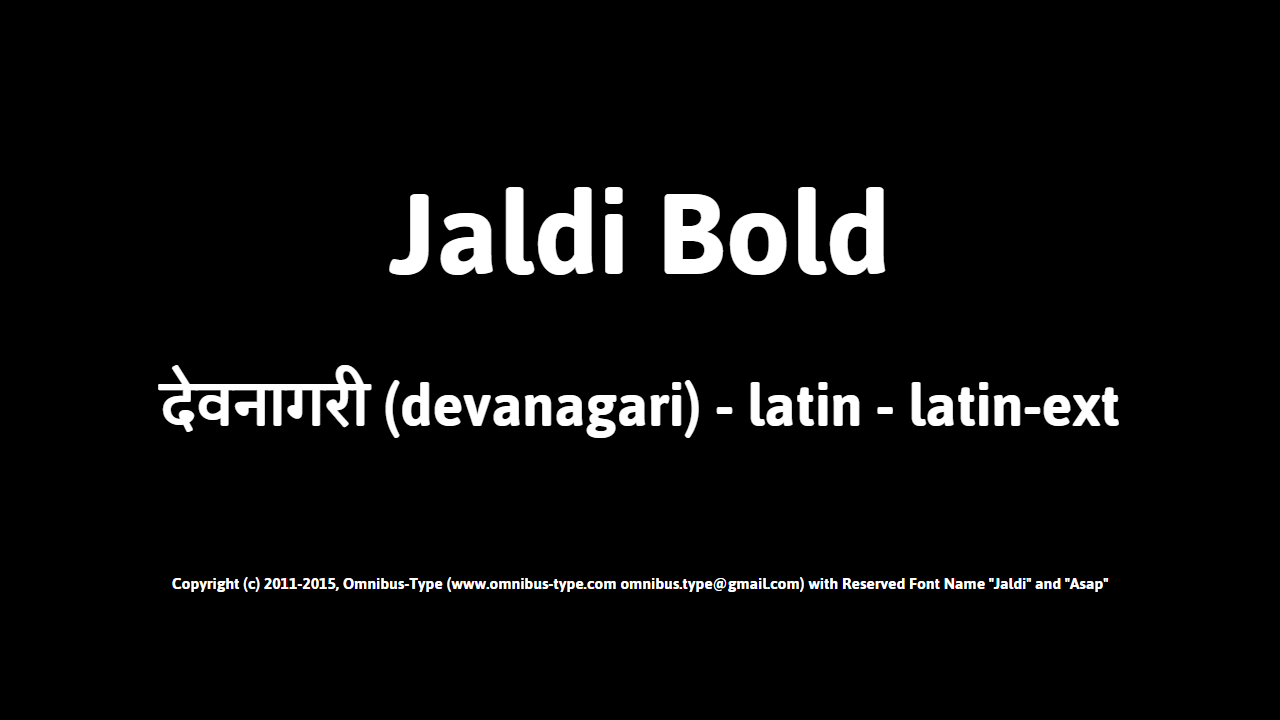 Jaldi Bold
देवनागरी (devanagari) - latin - latin-ext
Copyright (c) 2011-2015, Omnibus-Type (www.omnibus-type.com omnibus.type@gmail.com) with Reserved Font Name "Jaldi" and "Asap"